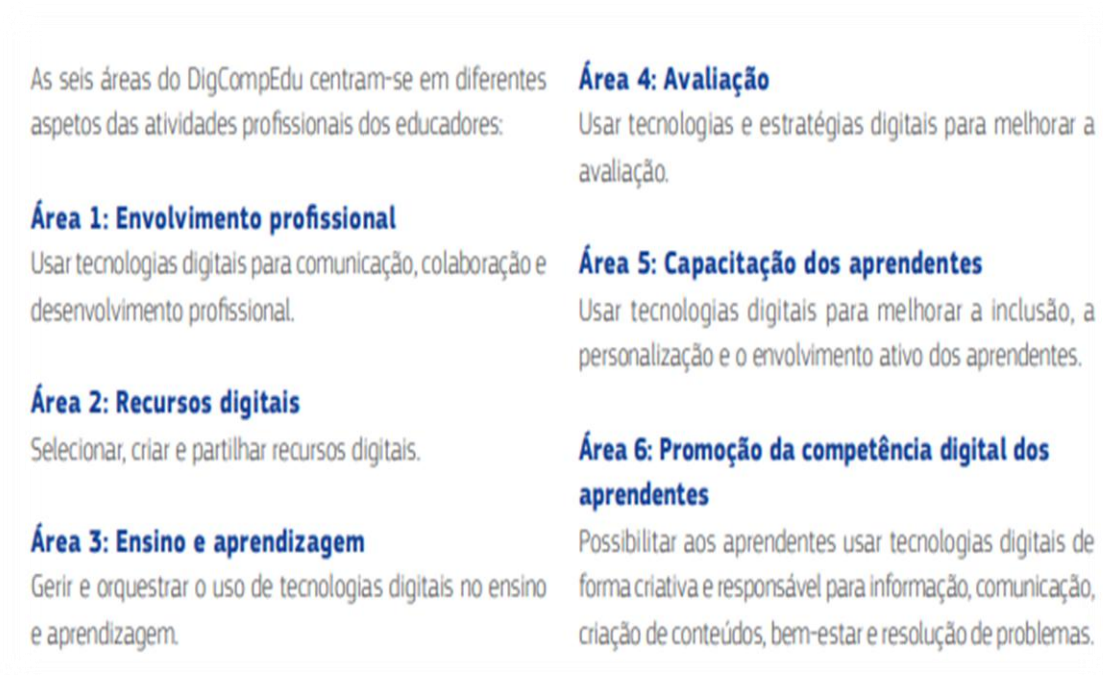 As seis áreas do DigCompEdu centram-se em diferentes
aspetos das atividades profissionais dos educadores:
Área 1: Envolvimento profissional
Usar tecnologias digitais para comunicação, colaboração e
desenvolvimento profissional.
Área 2: Recursos digitais
Selecionar, criar e partilhar recursos digitais.
Área 3: Ensino e aprendizagem
Gerir e orquestrar o uso de tecnologias digitais no ensino
e aprendizagem.
Área 4: Avaliação
Usar tecnologias e estratégias digitais para melhorar a
avaliação.
Área 5: Capacitação dos aprendentes
Usar tecnologias digitais para melhorar a inclusão, a
personalização e o envolvimento ativo dos aprendentes.
Área 6: Promoção da competência digital dos
aprendentes
Possibilitar aos aprendentes usar tecnologias digitais de
forma criativa e responsável para informação, comunicação,
criação de conteúdos, bem-estar e resolução de problemas.